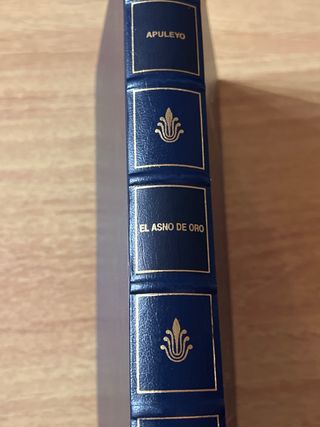 APULEYO
EL ASNO DE ORO